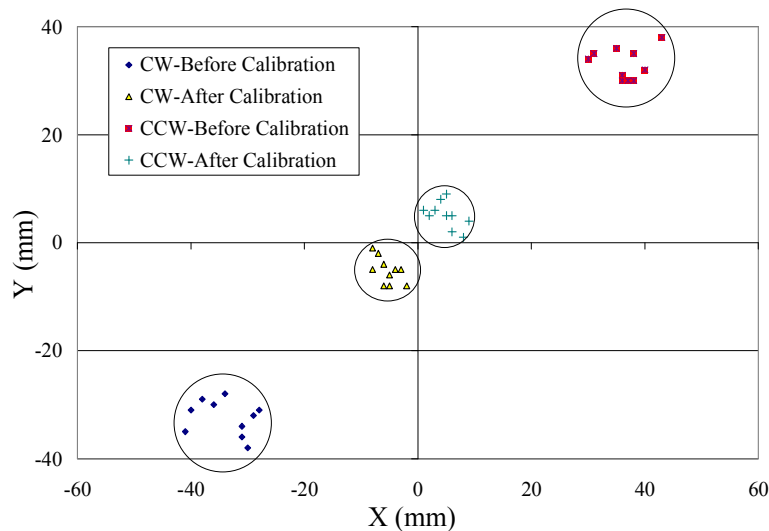 40
CW-Before Calibration
CW-After Calibration
CCW-Before Calibration
CCW-After Calibration
20
0
-20
-40
Y (mm)
-60 -40 -20 0 20 40 60
X (mm)